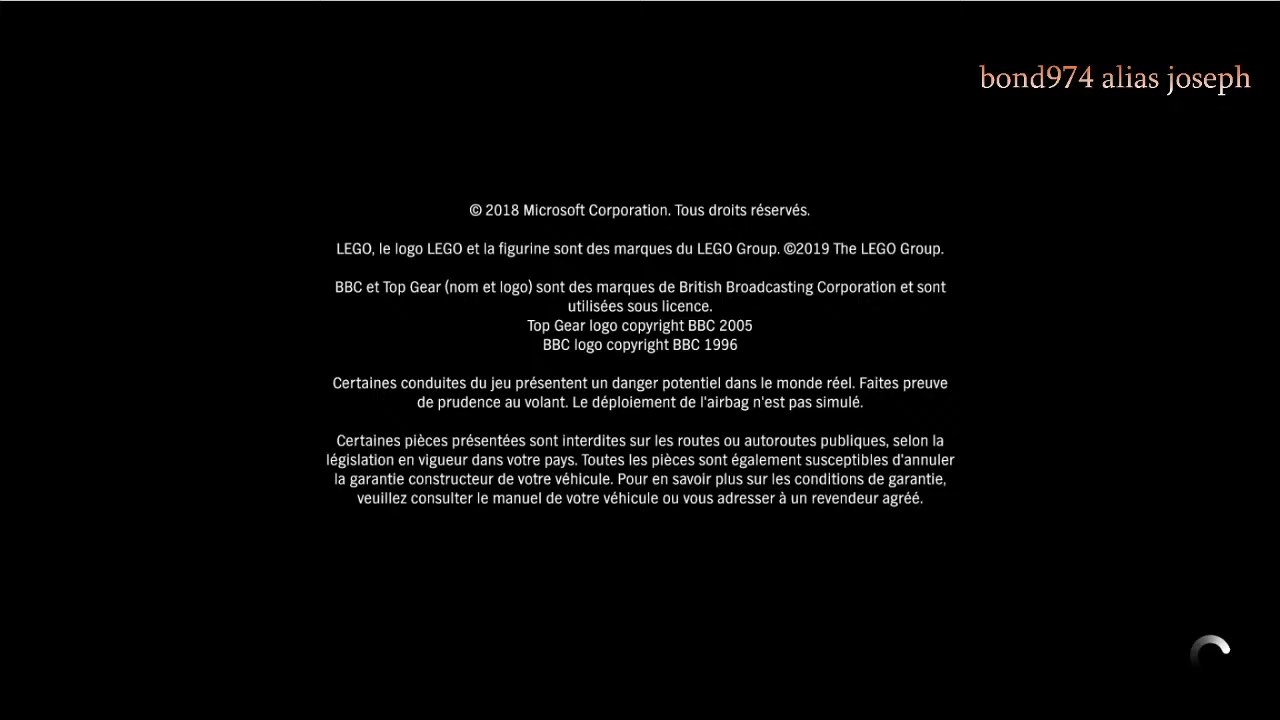 bond974 alias joseph
© 2018 Microsoft Corporation. Tous droits réservés.
LEGO, le logo LEGO et la figurine sont des marques du LEGO Group. ©2019 The LEGO Group.
BBC et Top Gear (nom et logo) sont des marques de British Broadcasting Corporation et sont
utilisées sous licence.
Top Gear logo copyright BBC 2005
BBC logo copyright BBC 1996
Certaines conduites du jeu présentent un danger potentiel dans le monde réel. Faites preuve
de prudence au volant. Le déploiement de l'airbag n'est pas simulé.
Certaines pièces présentées sont interdites sur les routes ou autoroutes publiques, selon la
législation en vigueur dans votre pays. Toutes les pièces sont également susceptibles d'annuler
la garantie constructeur de votre véhicule. Pour en savoir plus sur les conditions de garantie,
veuillez consulter le manuel de votre véhicule ou vous adresser à un revendeur agréé.